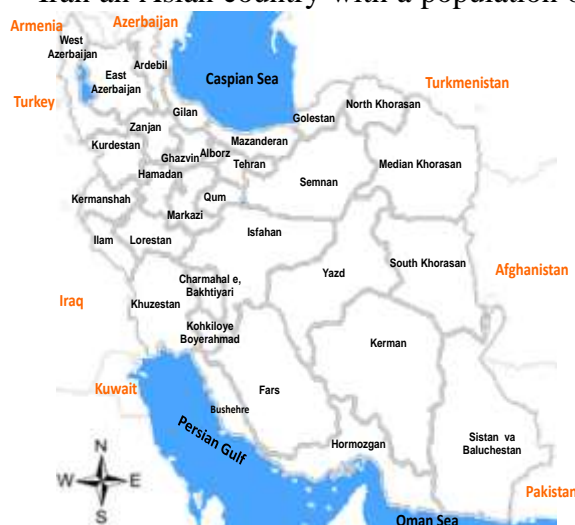 Iran an Asian country with a population o
Armenia
Azerbaijan
West
Azerbaijan
Ardebil
East
Azerbaijan
Caspian Sea
Turkmenistan
Turkey
Gilan
Golestan
North Khorasan
Zanjan
Mazanderan
Kurdestan
Ghazvin
Alborz
Tehran
Median Khorasan
Hamadan
Semnan
Kermanshah
Qum
Markazi
Ilam
Lorestan
Isfahan
South Khorasan
Afghanistan
Yazd
Charmahal e,
Bakhtiyari
Iraq
Khuzestan
Kohkiloye
Boyerahmad
Kerman
Kuwait
Fars
Bushehre
Persian Gulf
Hormozgan
Sistan va
Baluchestan
N
W
E
S
Pakistan
Oman Sea